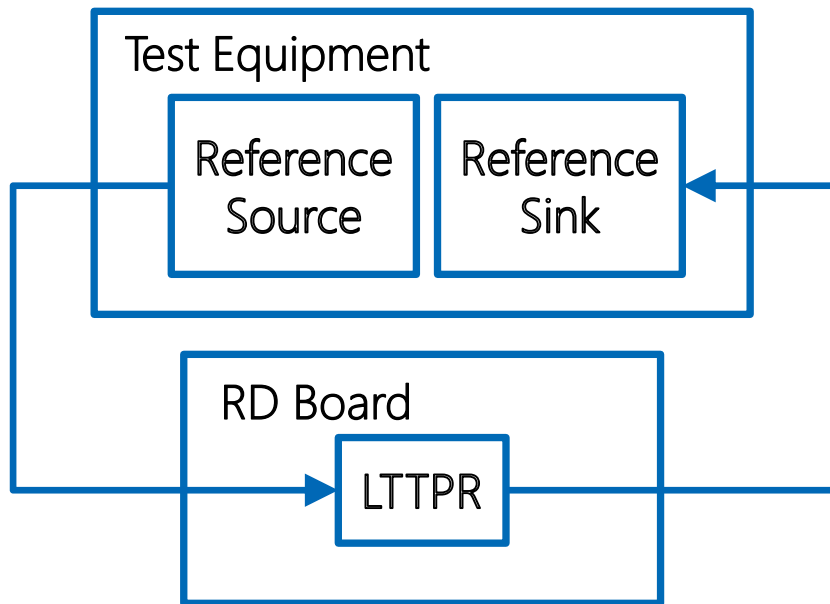 Test Equipment
Reference
Source
Reference
Sink
RD Board
LTTPR